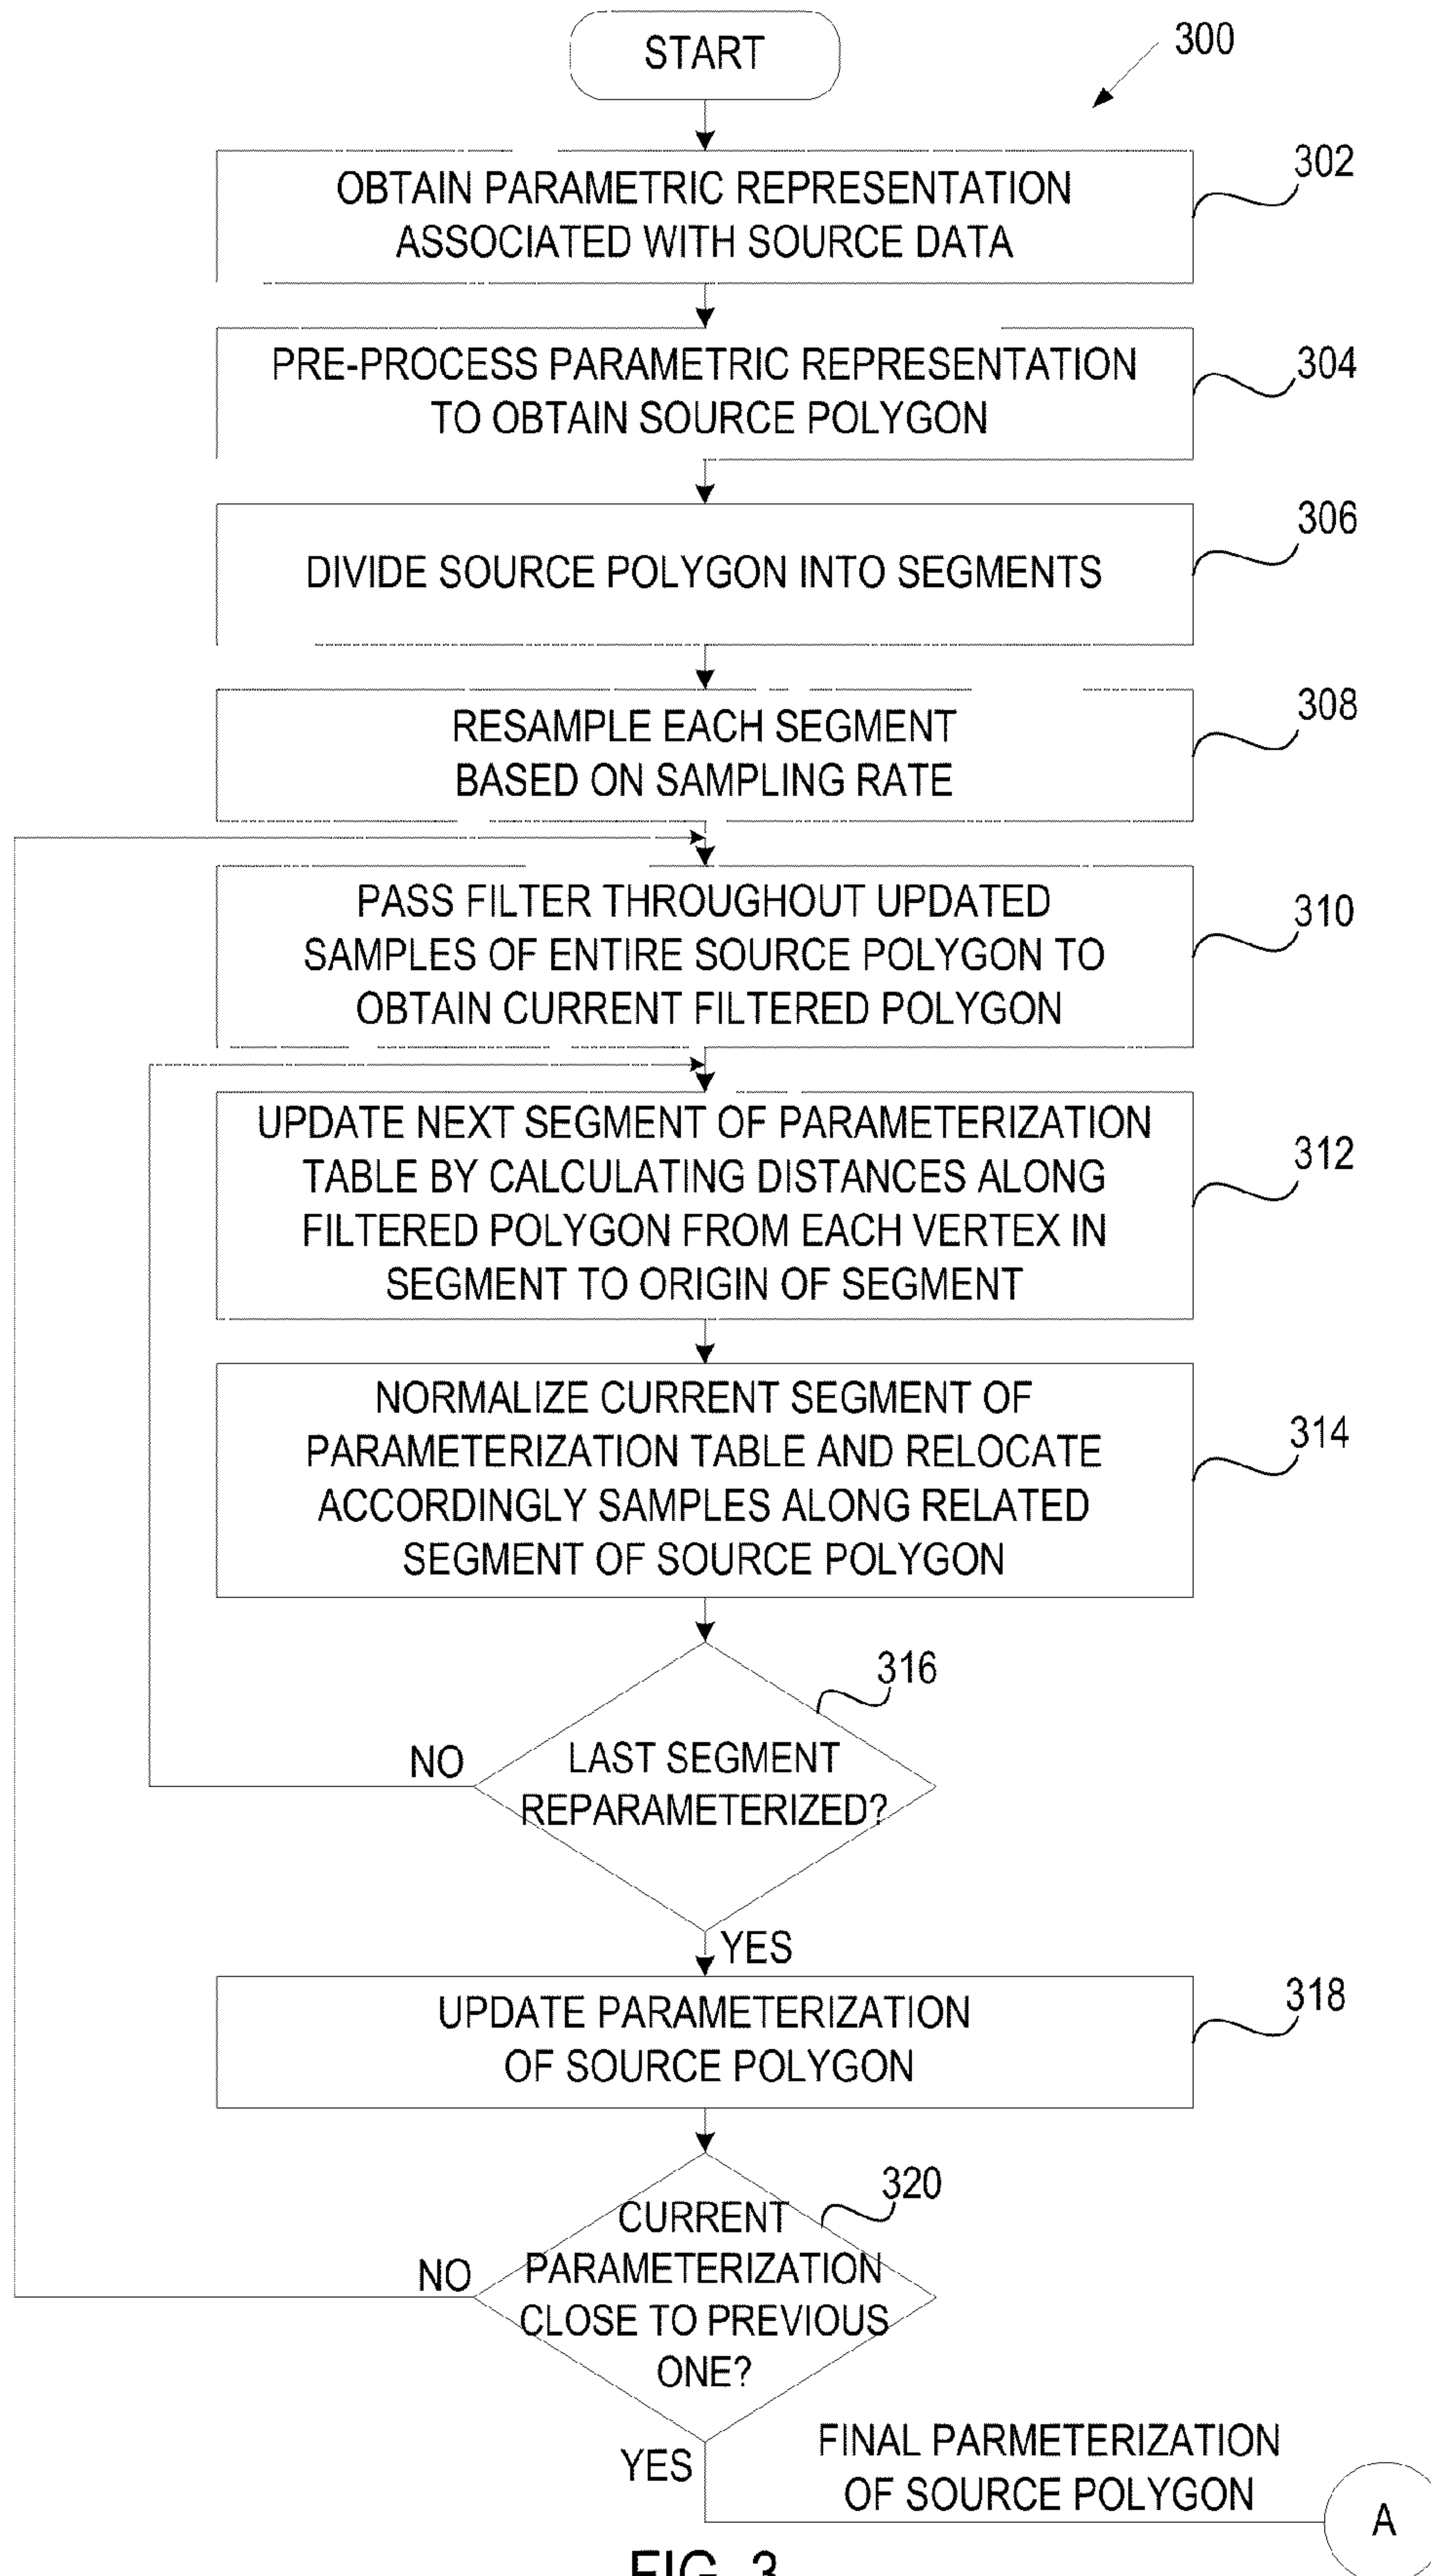 START
300
OBTAIN PARAMETRIC REPRESENTATION
ASSOCIATED WITH SOURCE DATA
302
PRE-PROCESS PARAMETRIC REPRESENTATION
TO OBTAIN SOURCE POLYGON
304
DIVIDE SOURCE POLYGON INTO SEGMENTS
306
RESAMPLE EACH SEGMENT
BASED ON SAMPLING RATE
308
PASS FILTER THROUGHOUT UPDATED
SAMPLES OF ENTIRE SOURCE POLYGON TO
OBTAIN CURRENT FILTERED POLYGON
310
UPDATE NEXT SEGMENT OF PARAMETERIZATION
TABLE BY CALCULATING DISTANCES ALONG
FILTERED POLYGON FROM EACH VERTEX IN
SEGMENT TO ORIGIN OF SEGMENT
312
NORMALIZE CURRENT SEGMENT OF
PARAMETERIZATION TABLE AND RELOCATE
ACCORDINGLY SAMPLES ALONG RELATED
SEGMENT OF SOURCE POLYGON
314
316
NO
LAST SEGMENT
REPARAMETERIZED?
YES
UPDATE PARAMETERIZATION
OF SOURCE POLYGON
318
320
NO
CURRENT
PARAMETERIZATION
CLOSE TO PREVIOUS
ONE?
YES
FINAL PARMETERIZATION
OF SOURCE POLYGON
A
FIG. 3